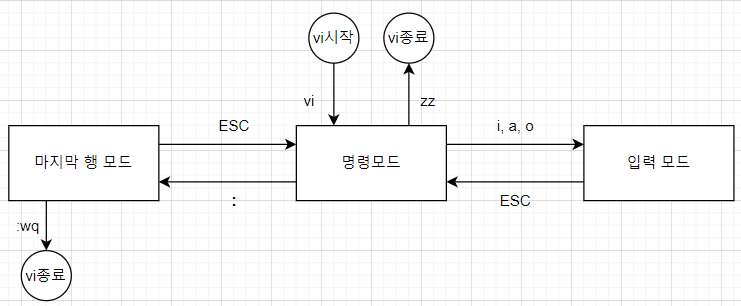 vi시작
vi종료
vi
zz
ESC
i, a, o
마지막 행 모드
명령모드
입력 모드
:
ESC
:wq
vi종료